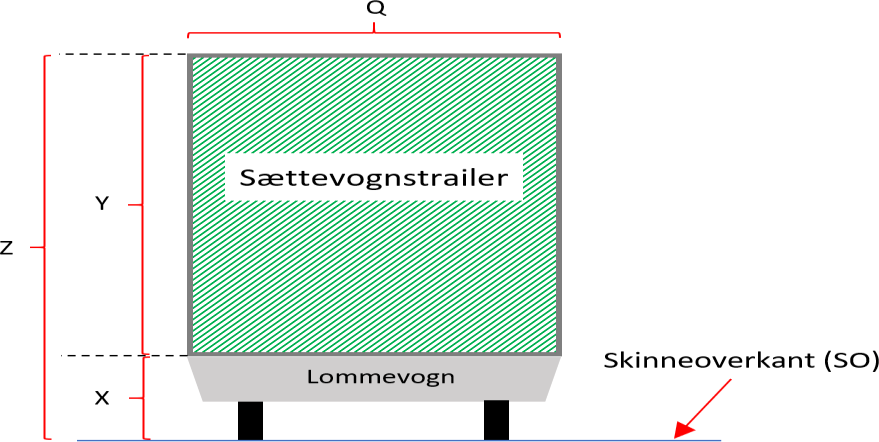 Q
Sættevognstrailer
Y
Z
Skinneoverkant (SO)
Lommevogn
X